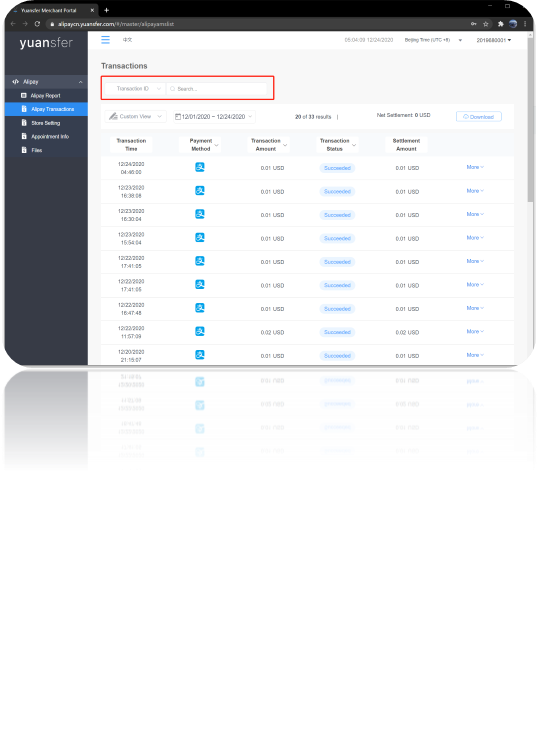 Yuansfer Merchant Portal
alipaycn.yuansfer.com/#/master/alipayamslist
yuansfer
中文
05:04:09 12/24/2020 Beijing Time (UTC +8) 2019080001
Alipay
Alipay Report
Alipay Transactions
Store Setting
Appointment Info
Files
Transactions
Transaction ID Search...
Custom View 12/01/2020 ~ 12/24/2020 20 of 33 results | Net Settlement 0 USD Download
Transaction Time Payment Method Transaction Amount Transaction Status Settlement Amount
12/24/2020 04:46:00 0.01 USD Succeeded 0.01 USD More
12/23/2020 16:38:08 0.01 USD Succeeded 0.01 USD More
12/23/2020 16:30:04 0.01 USD Succeeded 0.01 USD More
12/23/2020 15:54:04 0.01 USD Succeeded 0.01 USD More
12/22/2020 17:41:05 0.01 USD Succeeded 0.01 USD More
12/22/2020 17:41:05 0.01 USD Succeeded 0.01 USD More
12/22/2020 16:47:48 0.01 USD Succeeded 0.01 USD More
12/22/2020 11:57:09 0.02 USD Succeeded 0.02 USD More
12/20/2020 21:15:07 0.01 USD Succeeded 0.01 USD More